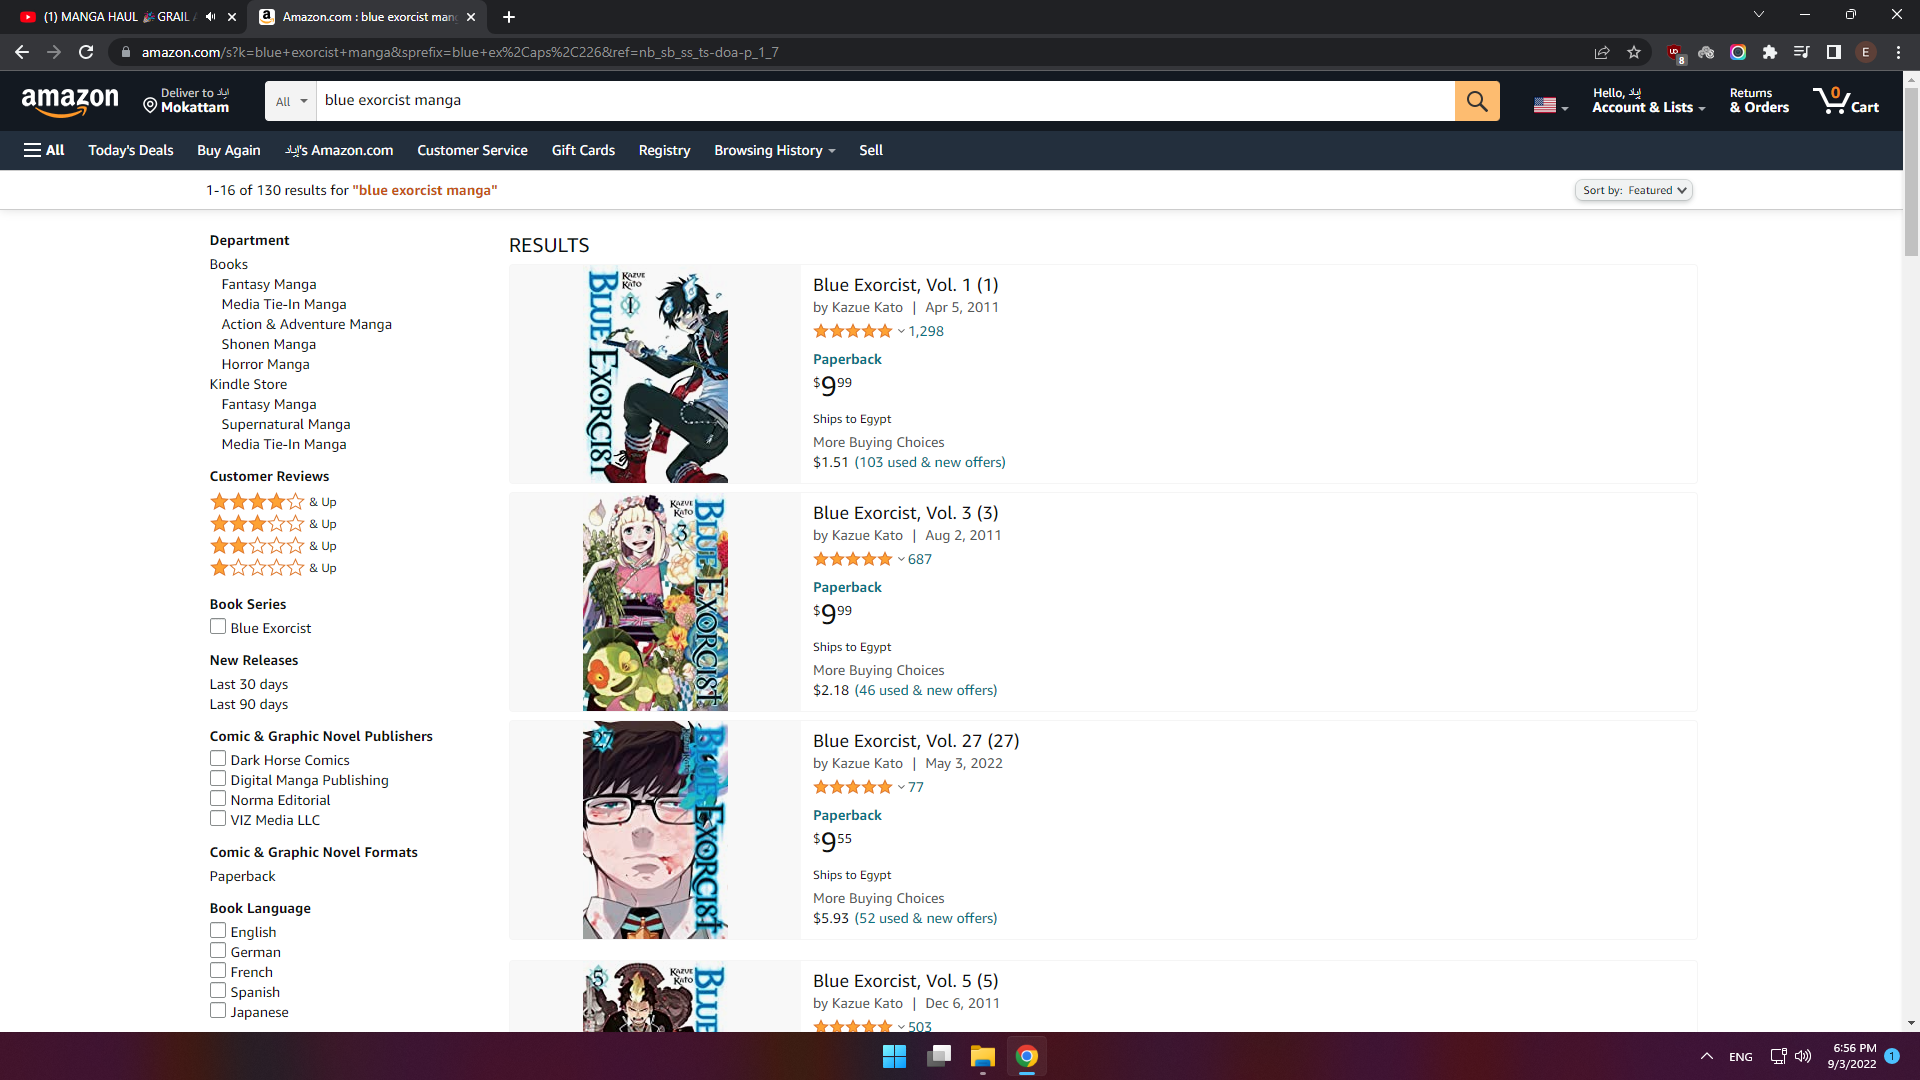 (1) MANGA HAUL 🎉GRAIL
Amazon.com : blue exorcist man
amazon.com/s?k=blue+exorcist+manga&sprefix=blue+ex%2Caps%2C226&ref=nb_sb_ss_ts-doa-p_1_7
8
E
amazon
Deliver to إياد
Mokattam
All
blue exorcist manga
Hello, إياد
Account & Lists
Returns
& Orders
0
Cart
All
Today's Deals
Buy Again
إياد's Amazon.com
Customer Service
Gift Cards
Registry
Browsing History
Sell
1-16 of 130 results for "blue exorcist manga"
Sort by: Featured
Department
Books
Fantasy Manga
Media Tie-In Manga
Action & Adventure Manga
Shonen Manga
Horror Manga
Kindle Store
Fantasy Manga
Supernatural Manga
Media Tie-In Manga
Customer Reviews
& Up
& Up
& Up
& Up
Book Series
Blue Exorcist
New Releases
Last 30 days
Last 90 days
Comic & Graphic Novel Publishers
Dark Horse Comics
Digital Manga Publishing
Norma Editorial
VIZ Media LLC
Comic & Graphic Novel Formats
Paperback
Book Language
English
German
French
Spanish
Japanese
RESULTS
KAZUE
KATO
1
BLUE EXORCIST
Blue Exorcist, Vol. 1 (1)
by Kazue Kato | Apr 5, 2011
1,298
Paperback
$9.99
Ships to Egypt
More Buying Choices
$1.51 (103 used & new offers)
KAZUE
KATO
3
BLUE EXORCIST
Blue Exorcist, Vol. 3 (3)
by Kazue Kato | Aug 2, 2011
687
Paperback
$9.99
Ships to Egypt
More Buying Choices
$2.18 (46 used & new offers)
27
BLUE EXORCIST
Blue Exorcist, Vol. 27 (27)
by Kazue Kato | May 3, 2022
77
Paperback
$9.55
Ships to Egypt
More Buying Choices
$5.93 (52 used & new offers)
5
KAZUE
KATO
BLUE
Blue Exorcist, Vol. 5 (5)
by Kazue Kato | Dec 6, 2011
503
ENG
6:56 PM
9/3/2022
1